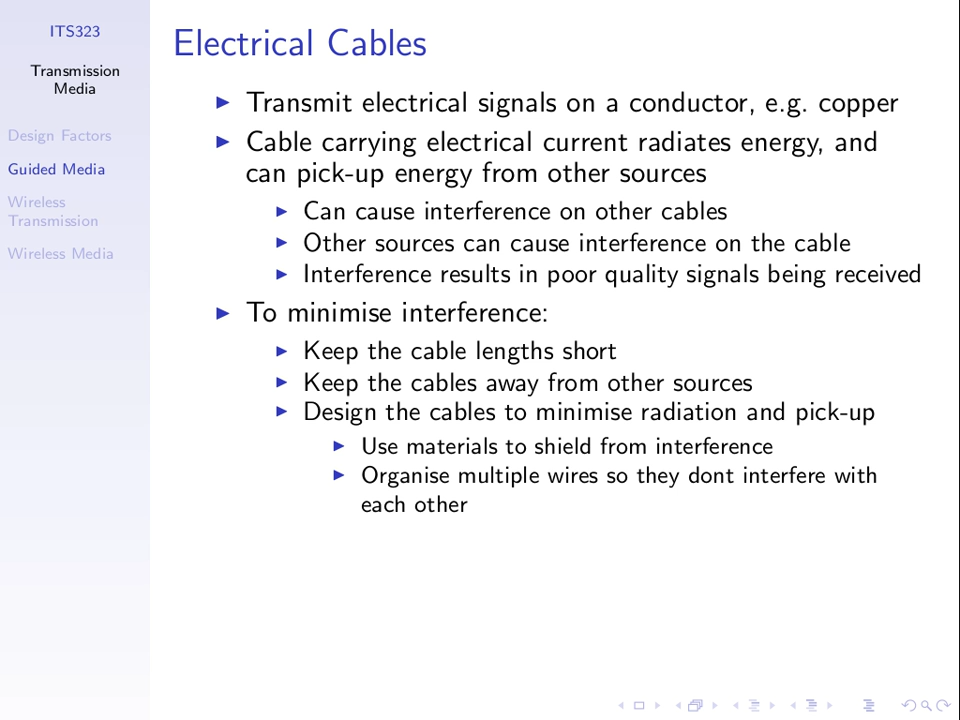 ITS323
Transmission
Media
Design Factors
Guided Media
Wireless
Transmission
Wireless Media
Electrical Cables
Transmit electrical signals on a conductor, e.g. copper
Cable carrying electrical current radiates energy, and
can pick-up energy from other sources
Can cause interference on other cables
Other sources can cause interference on the cable
Interference results in poor quality signals being received
To minimise interference:
Keep the cable lengths short
Keep the cables away from other sources
Design the cables to minimise radiation and pick-up
Use materials to shield from interference
Organise multiple wires so they dont interfere with
each other